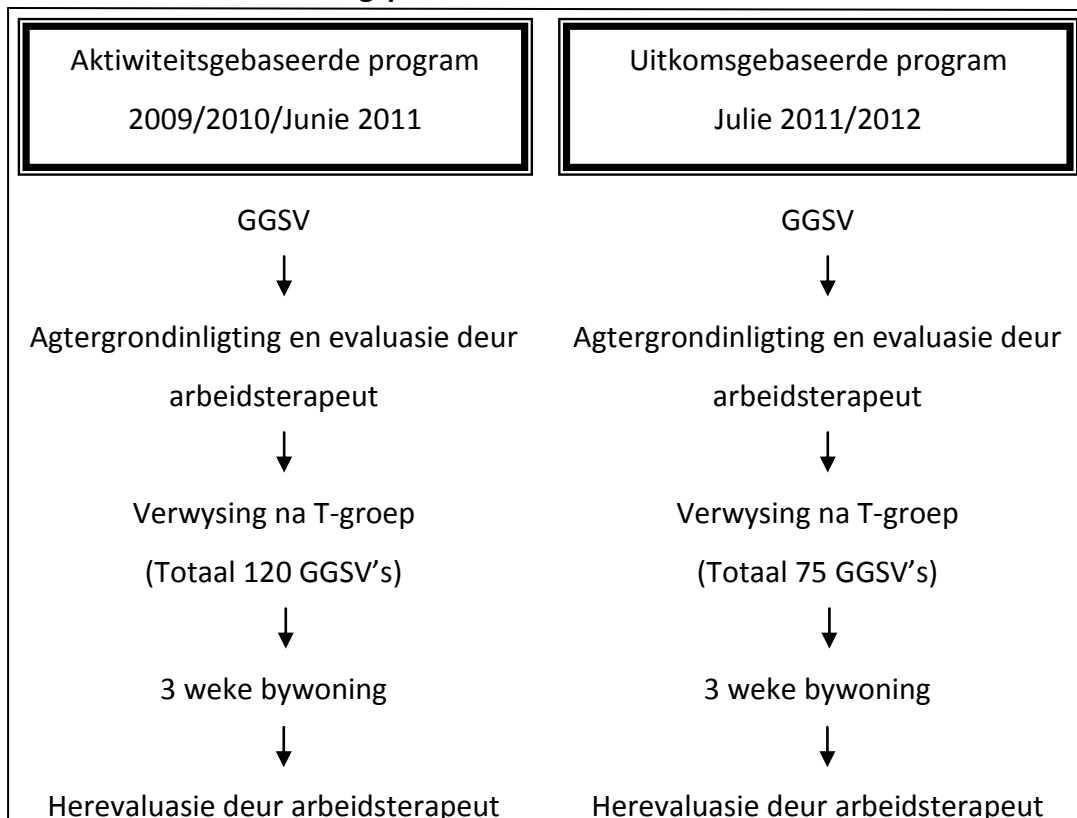 Aktiwiteitsgebaseerde program
2009/2010/Junie 2011
GGSV
Agtergrondinligting en evaluasie deur
arbeidsterapeut
Verwysing na T-groep
(Totaal 120 GGSV’s)
3 weke bywoning
Herevaluasie deur arbeidsterapeut
Uitkomsgebaseerde program
Julie 2011/2012
GGSV
Agtergrondinligting en evaluasie deur
arbeidsterapeut
Verwysing na T-groep
(Totaal 75 GGSV’s)
3 weke bywoning
Herevaluasie deur arbeidsterapeut